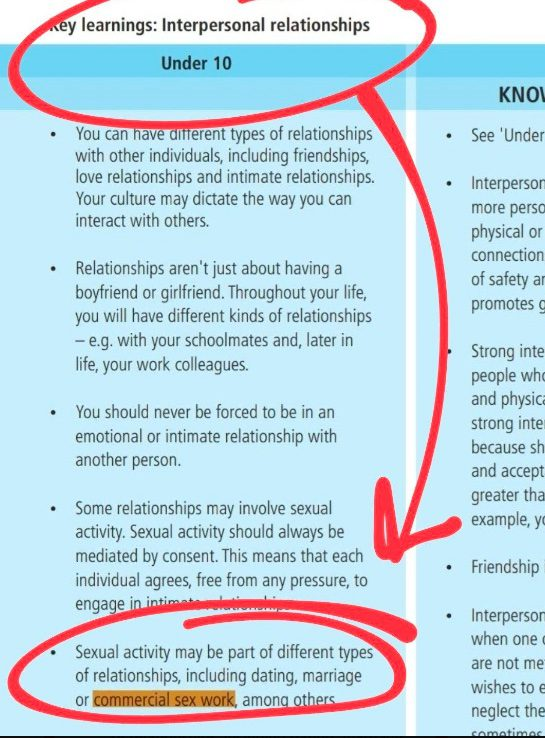 Key learnings: Interpersonal relationships
Under 10
• You can have different types of relationships
with other individuals, including friendships,
love relationships and intimate relationships.
Your culture may dictate the way you can
interact with others.
• Relationships aren't just about having a
boyfriend or girlfriend. Throughout your life,
you will have different kinds of relationships
– e.g. with your schoolmates and, later in
life, your work colleagues.
• You should never be forced to be in an
emotional or intimate relationship with
another person.
• Some relationships may involve sexual
activity. Sexual activity should always be
mediated by consent. This means that each
individual agrees, free from any pressure, to
engage in intimate relationships.
• Sexual activity may be part of different types
of relationships, including dating, marriage
or commercial sex work, among others
KNOW
• See 'Under
• Interperson
more perso
physical or
connection
of safety an
promotes g
• Strong inte
people who
and physica
strong inter
because sh
and accept
greater tha
example, yo
• Friendship
• Interperson
when one o
are not met
wishes to e
neglect the
sometimes